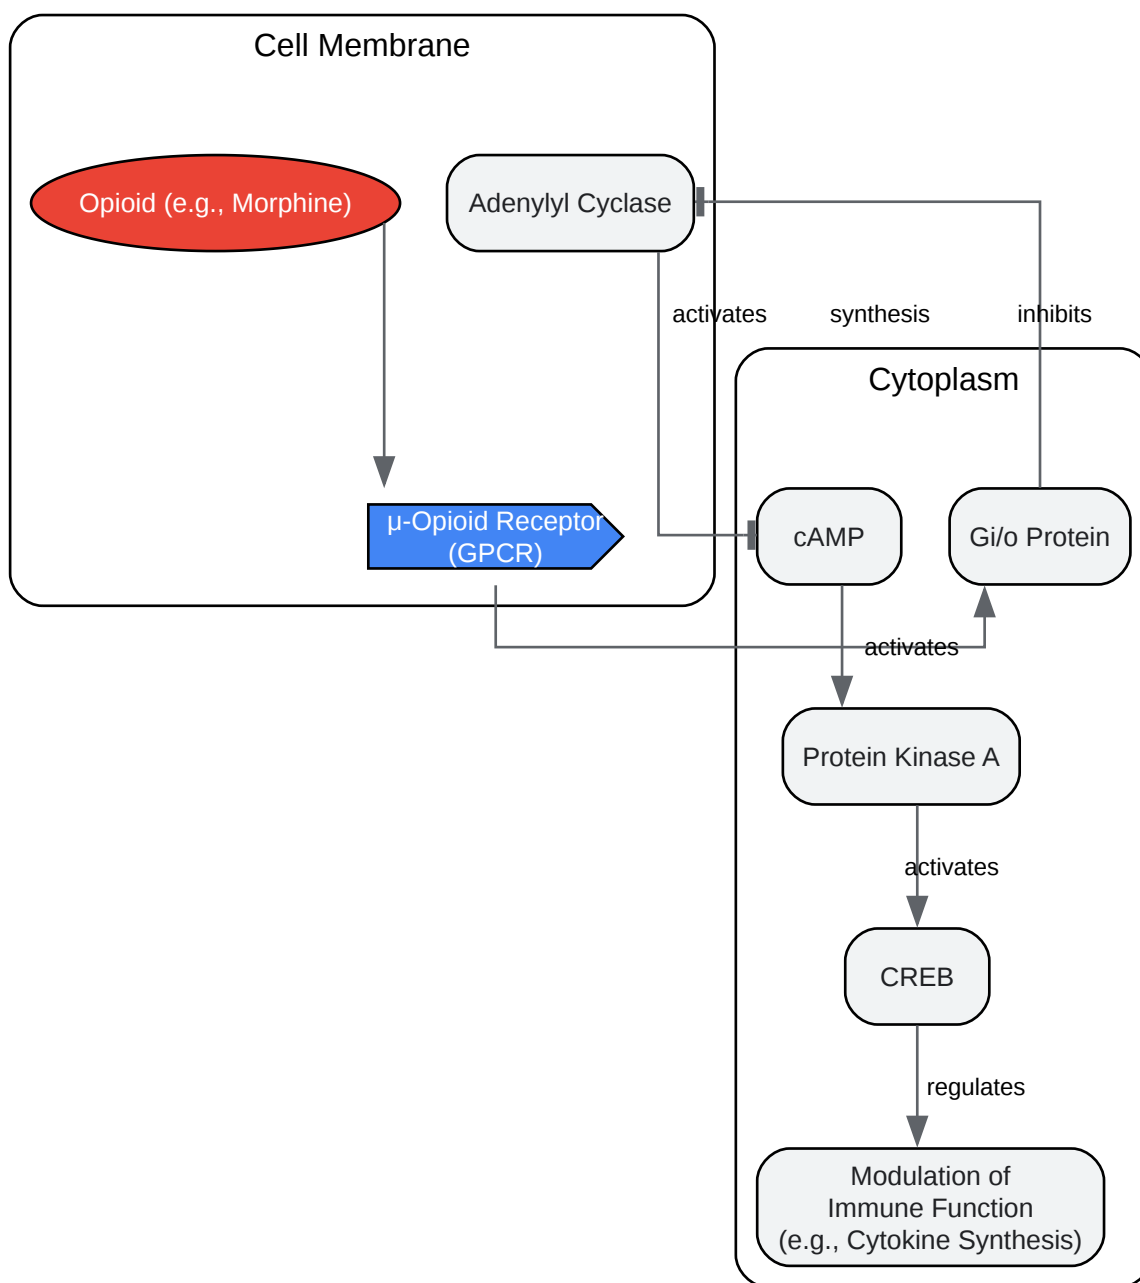 Cell Membrane
Opioid (e.g., Morphine)
Adenylyl Cyclase
activates
synthesis
inhibits
Cytoplasm
μ-Opioid Receptor
(GPCR)
cAMP
Gi/o Protein
activates
Protein Kinase A
activates
CREB
regulates
Modulation of
Immune Function
(e.g., Cytokine Synthesis)